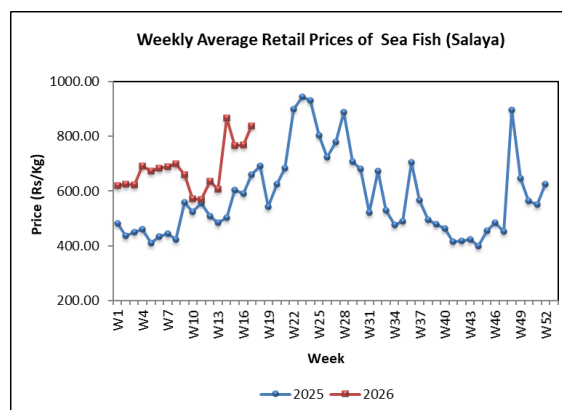 Weekly Average Retail Prices of Sea Fish (Salaya)
Price (Rs/Kg)
1000.00
800.00
600.00
400.00
200.00
W1
W4
W7
W10
W13
W16
W19
W22
W25
W28
W31
W34
W37
W40
W43
W46
W49
W52
Week
2025
2026